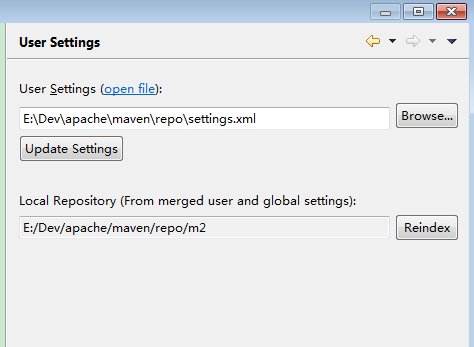 User Settings
User Settings (open file):
E:\Dev\apache\maven\repo\settings.xml
Browse...
Update Settings
Local Repository (From merged user and global settings):
E:/Dev/apache/maven/repo/m2
Reindex